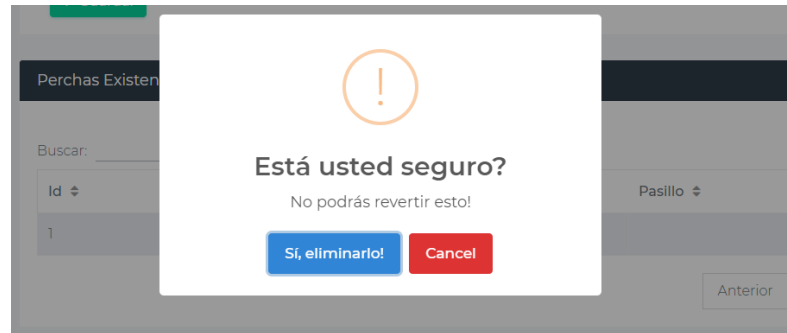 Perchas Existen
Está usted seguro?
No podrás revertir esto!
Sí, eliminarlo! Cancel
Buscar:
Id Pasillo
1
Anterior